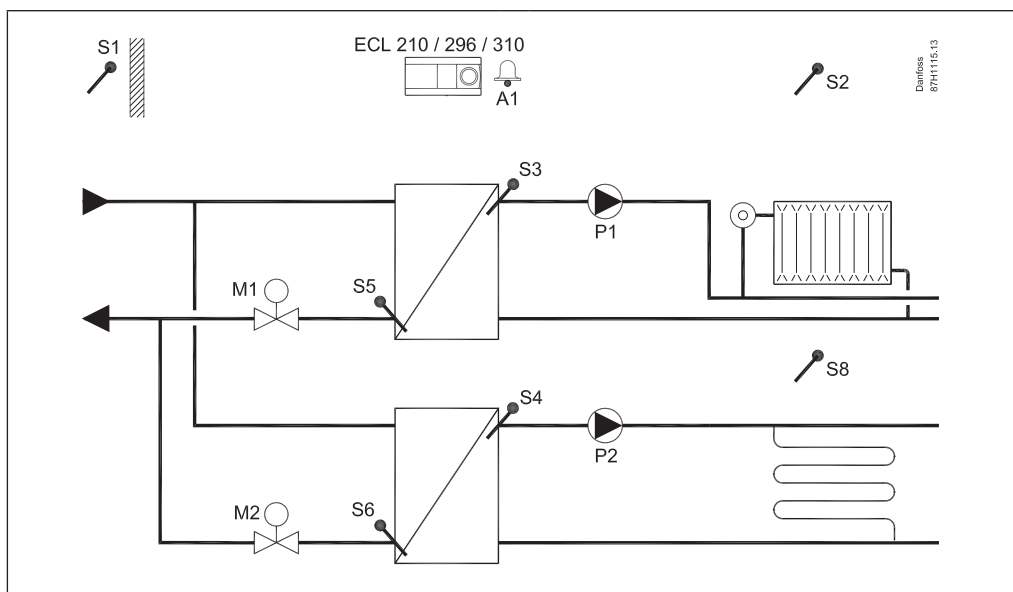 S1
ECL 210 / 296 / 310
A1
S2
Danfoss
87H1115.13
S3
P1
S5
M1
S8
S4
P2
S6
M2